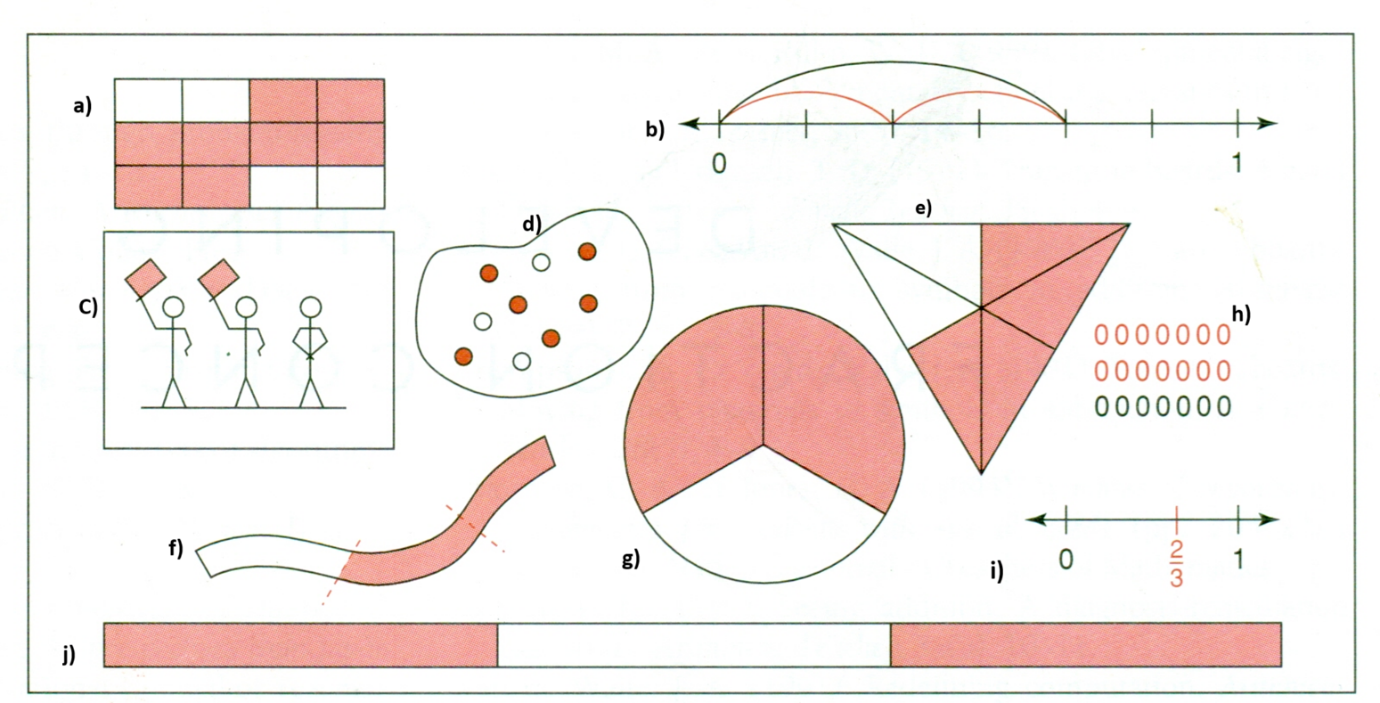 a)
b)
0 1
d)
e)
C)
h)
0000000
0000000
0000000
f)
g)
i)
0 2/3 1
j)